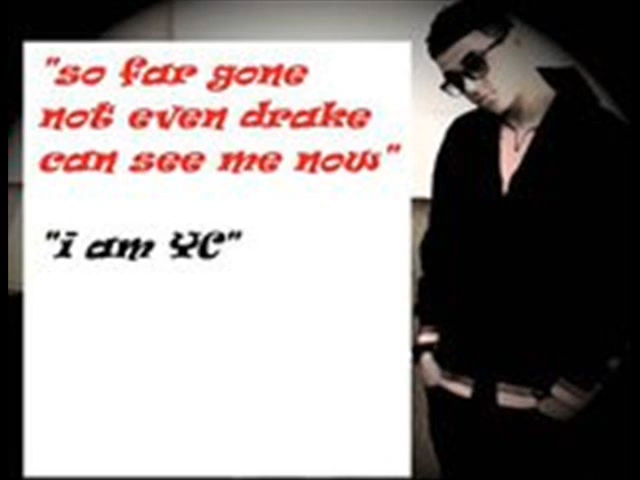 "so far gone
not even drake
can see me now"
"i am YC"